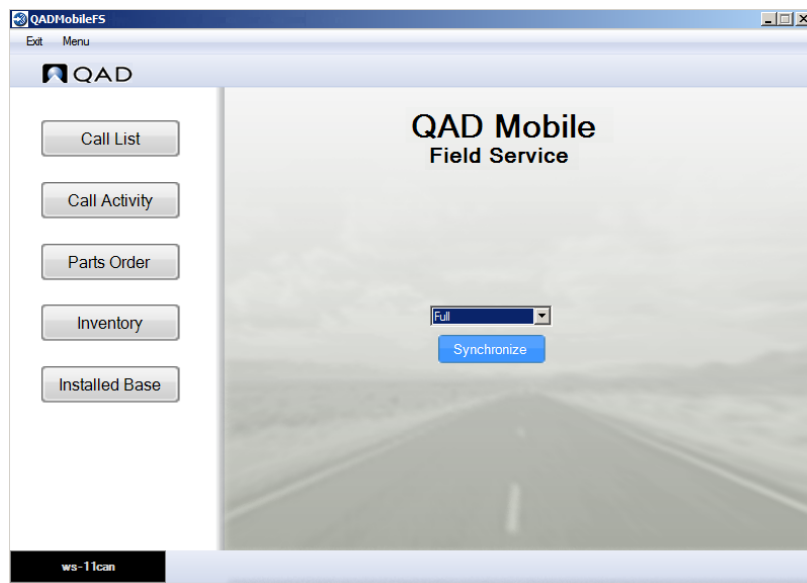 QADMobileFS
Exit Menu
QAD
Call List
Call Activity
Parts Order
Inventory
Installed Base
QAD Mobile
Field Service
Full
Synchronize
ws-11can